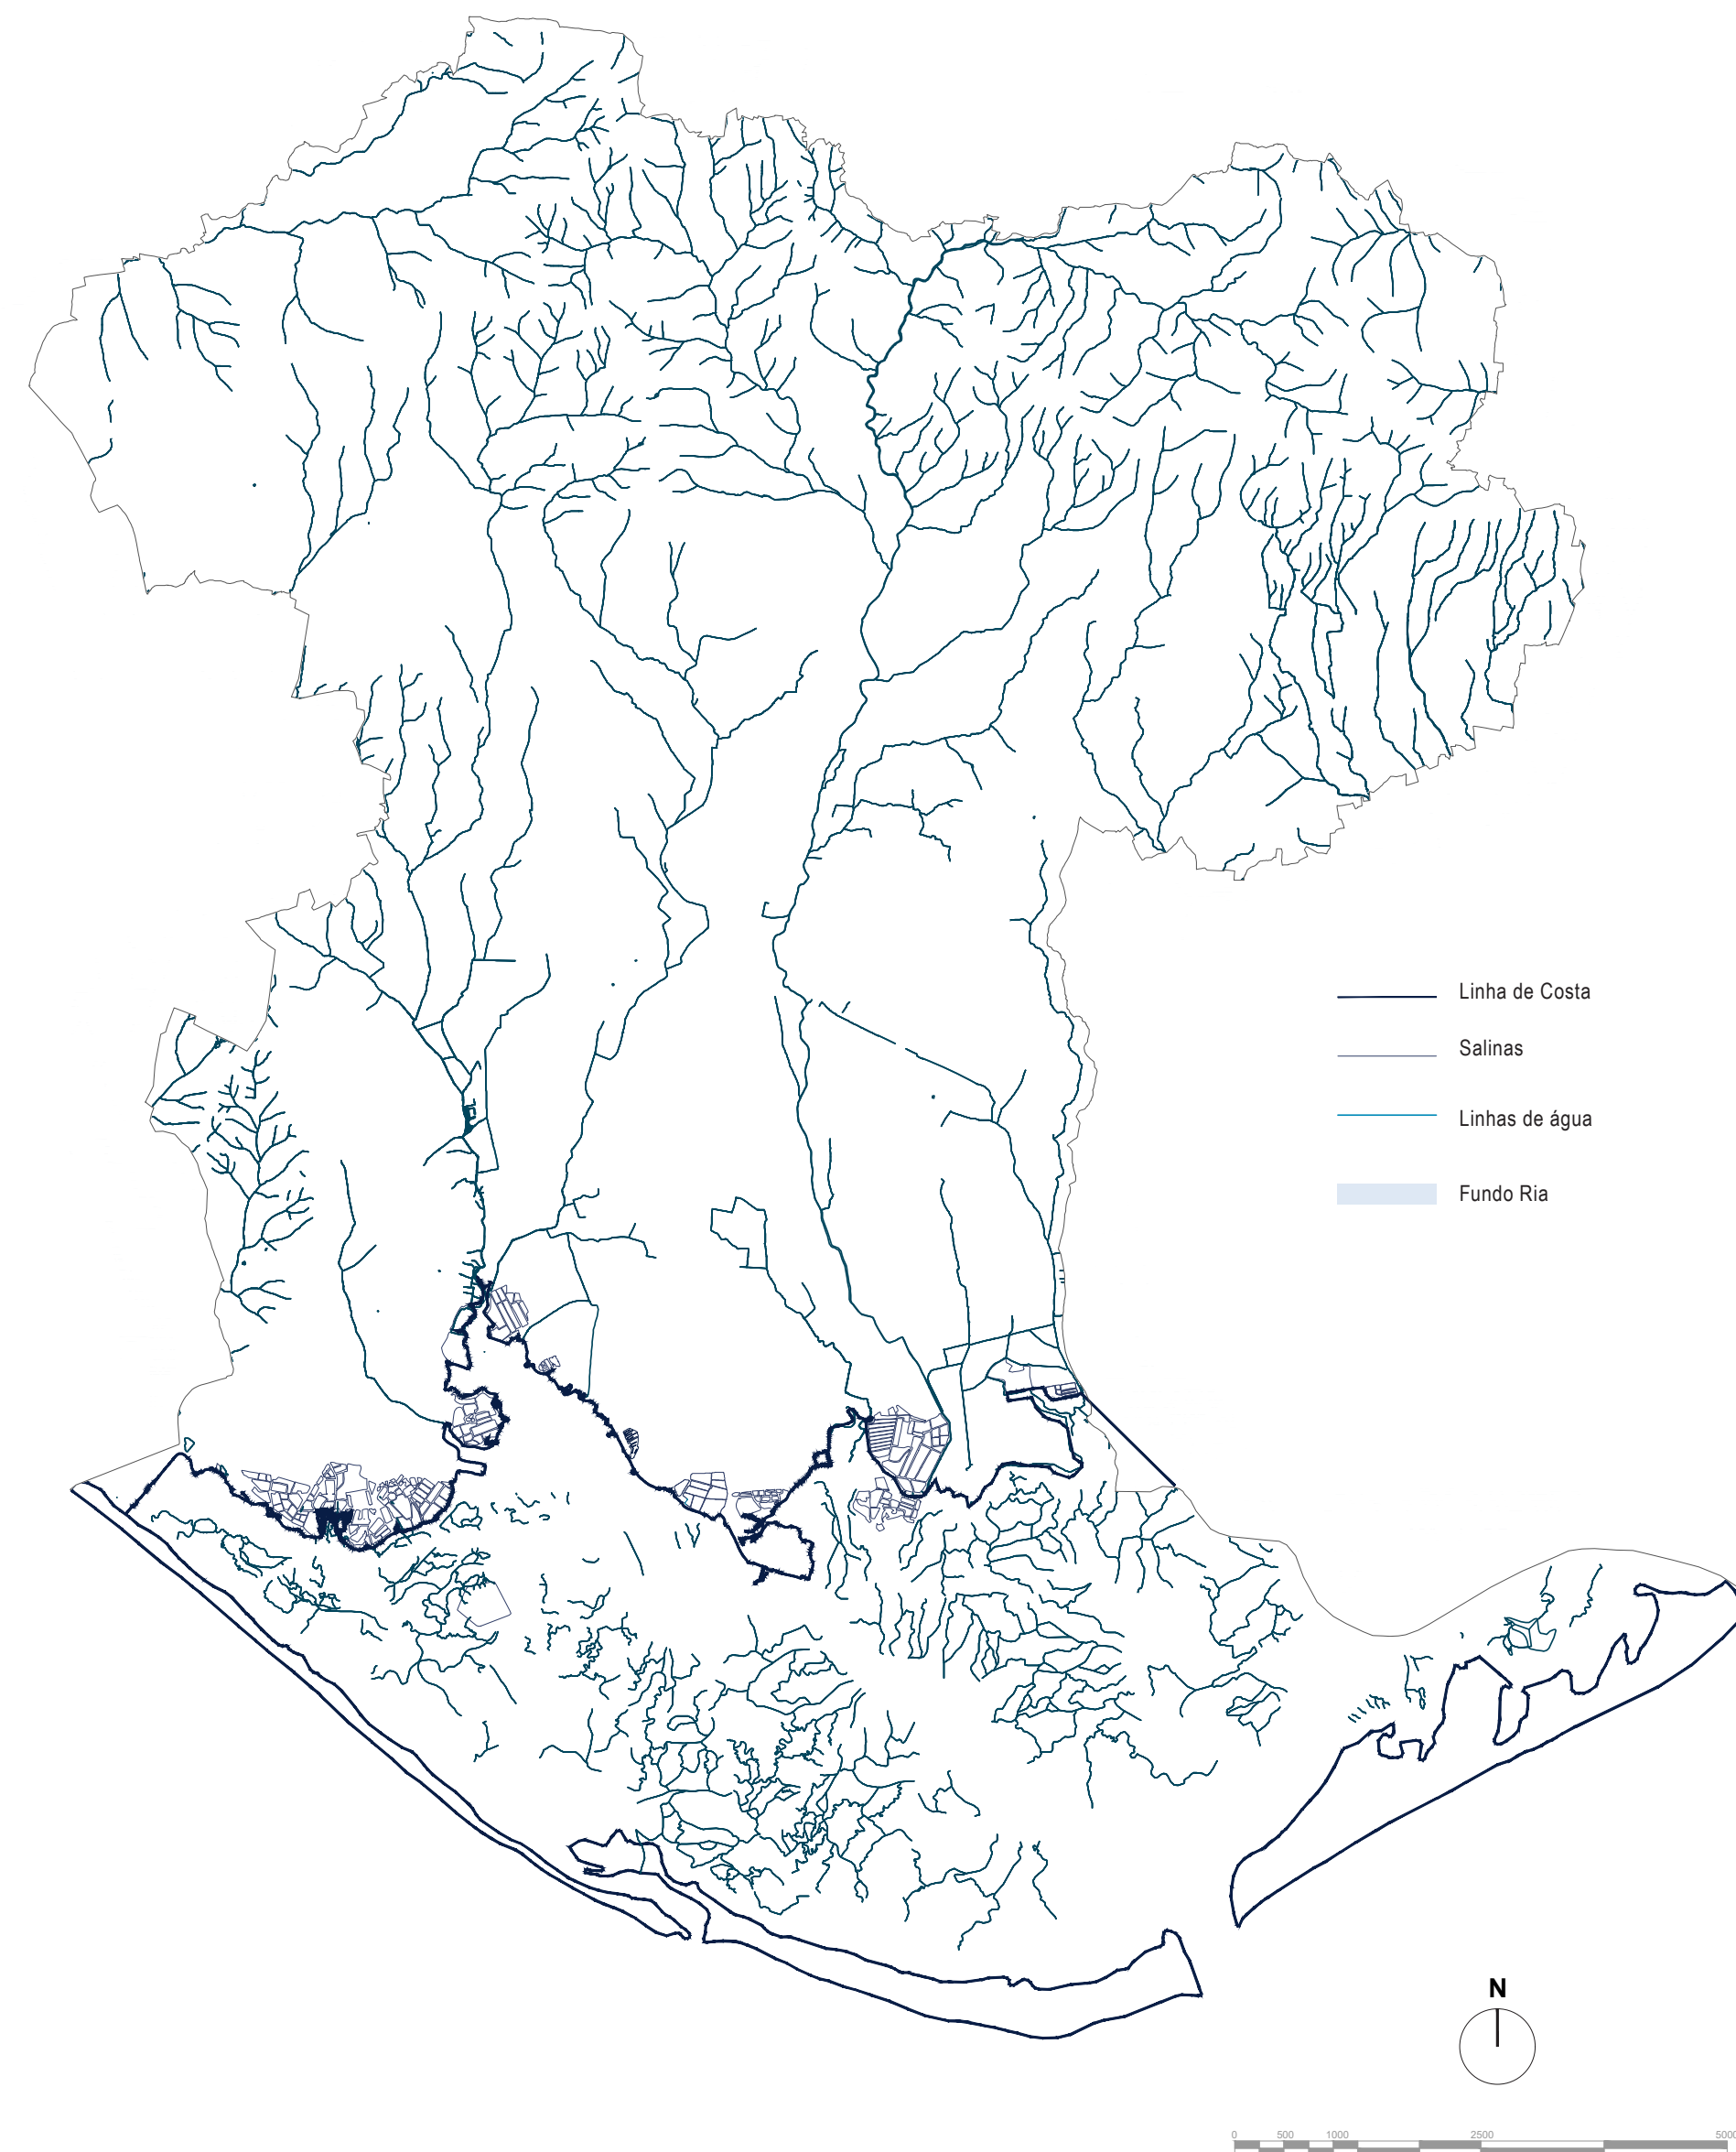 Linha de Costa
Salinas
Linhas de água
Fundo Ria
N
0 500 1000 2500